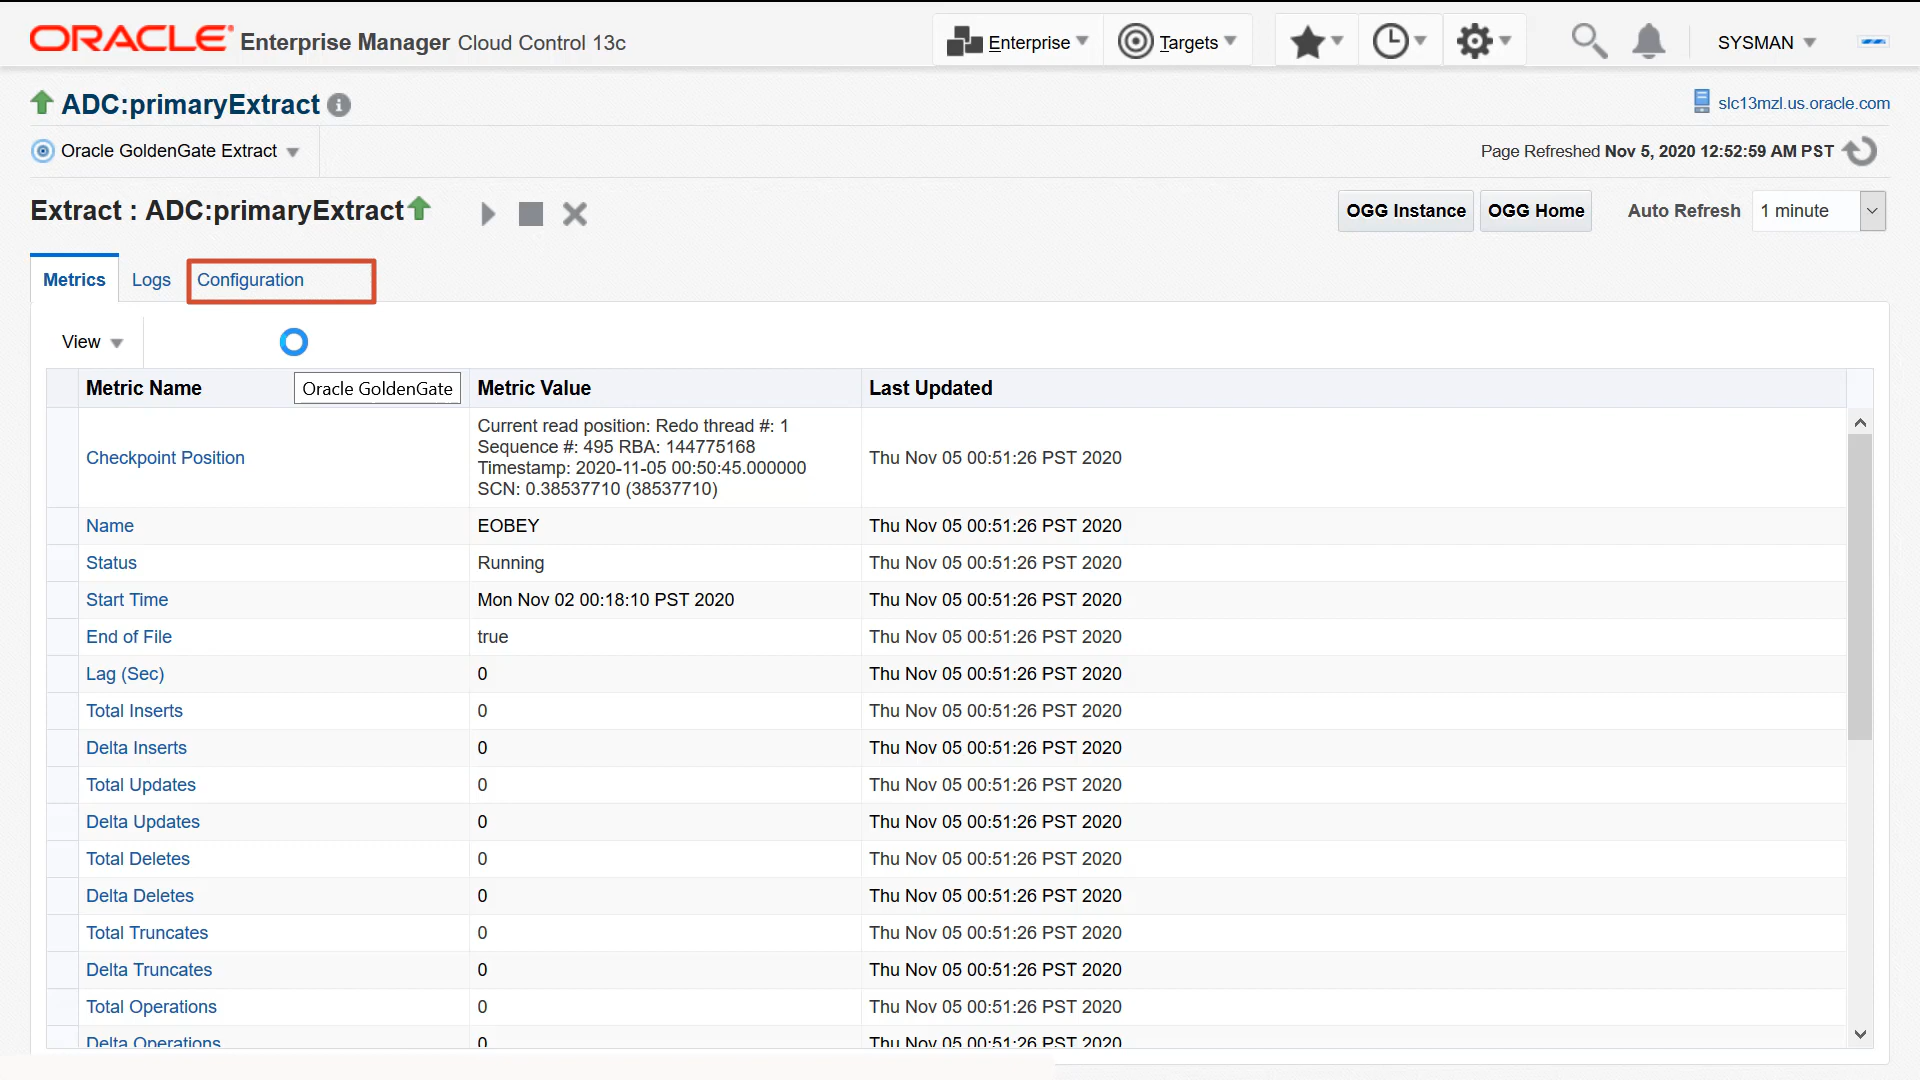 ORACLE Enterprise Manager Cloud Control 13c
Enterprise
Targets
SYSMAN
ADC:primaryExtract
slc13mzl.us.oracle.com
Oracle GoldenGate Extract
Page Refreshed Nov 5, 2020 12:52:59 AM PST
Extract : ADC:primaryExtract
OGG Instance
OGG Home
Auto Refresh
1 minute
Metrics
Logs
Configuration
View
Metric Name
Oracle GoldenGate
Metric Value
Last Updated
Checkpoint Position
Current read position: Redo thread #: 1
Sequence #: 495 RBA: 144775168
Timestamp: 2020-11-05 00:50:45.000000
SCN: 0.38537710 (38537710)
Thu Nov 05 00:51:26 PST 2020
Name
EOBEY
Thu Nov 05 00:51:26 PST 2020
Status
Running
Thu Nov 05 00:51:26 PST 2020
Start Time
Mon Nov 02 00:18:10 PST 2020
Thu Nov 05 00:51:26 PST 2020
End of File
true
Thu Nov 05 00:51:26 PST 2020
Lag (Sec)
0
Thu Nov 05 00:51:26 PST 2020
Total Inserts
0
Thu Nov 05 00:51:26 PST 2020
Delta Inserts
0
Thu Nov 05 00:51:26 PST 2020
Total Updates
0
Thu Nov 05 00:51:26 PST 2020
Delta Updates
0
Thu Nov 05 00:51:26 PST 2020
Total Deletes
0
Thu Nov 05 00:51:26 PST 2020
Delta Deletes
0
Thu Nov 05 00:51:26 PST 2020
Total Truncates
0
Thu Nov 05 00:51:26 PST 2020
Delta Truncates
0
Thu Nov 05 00:51:26 PST 2020
Total Operations
0
Thu Nov 05 00:51:26 PST 2020
Delta Operations
0
Thu Nov 05 00:51:26 PST 2020